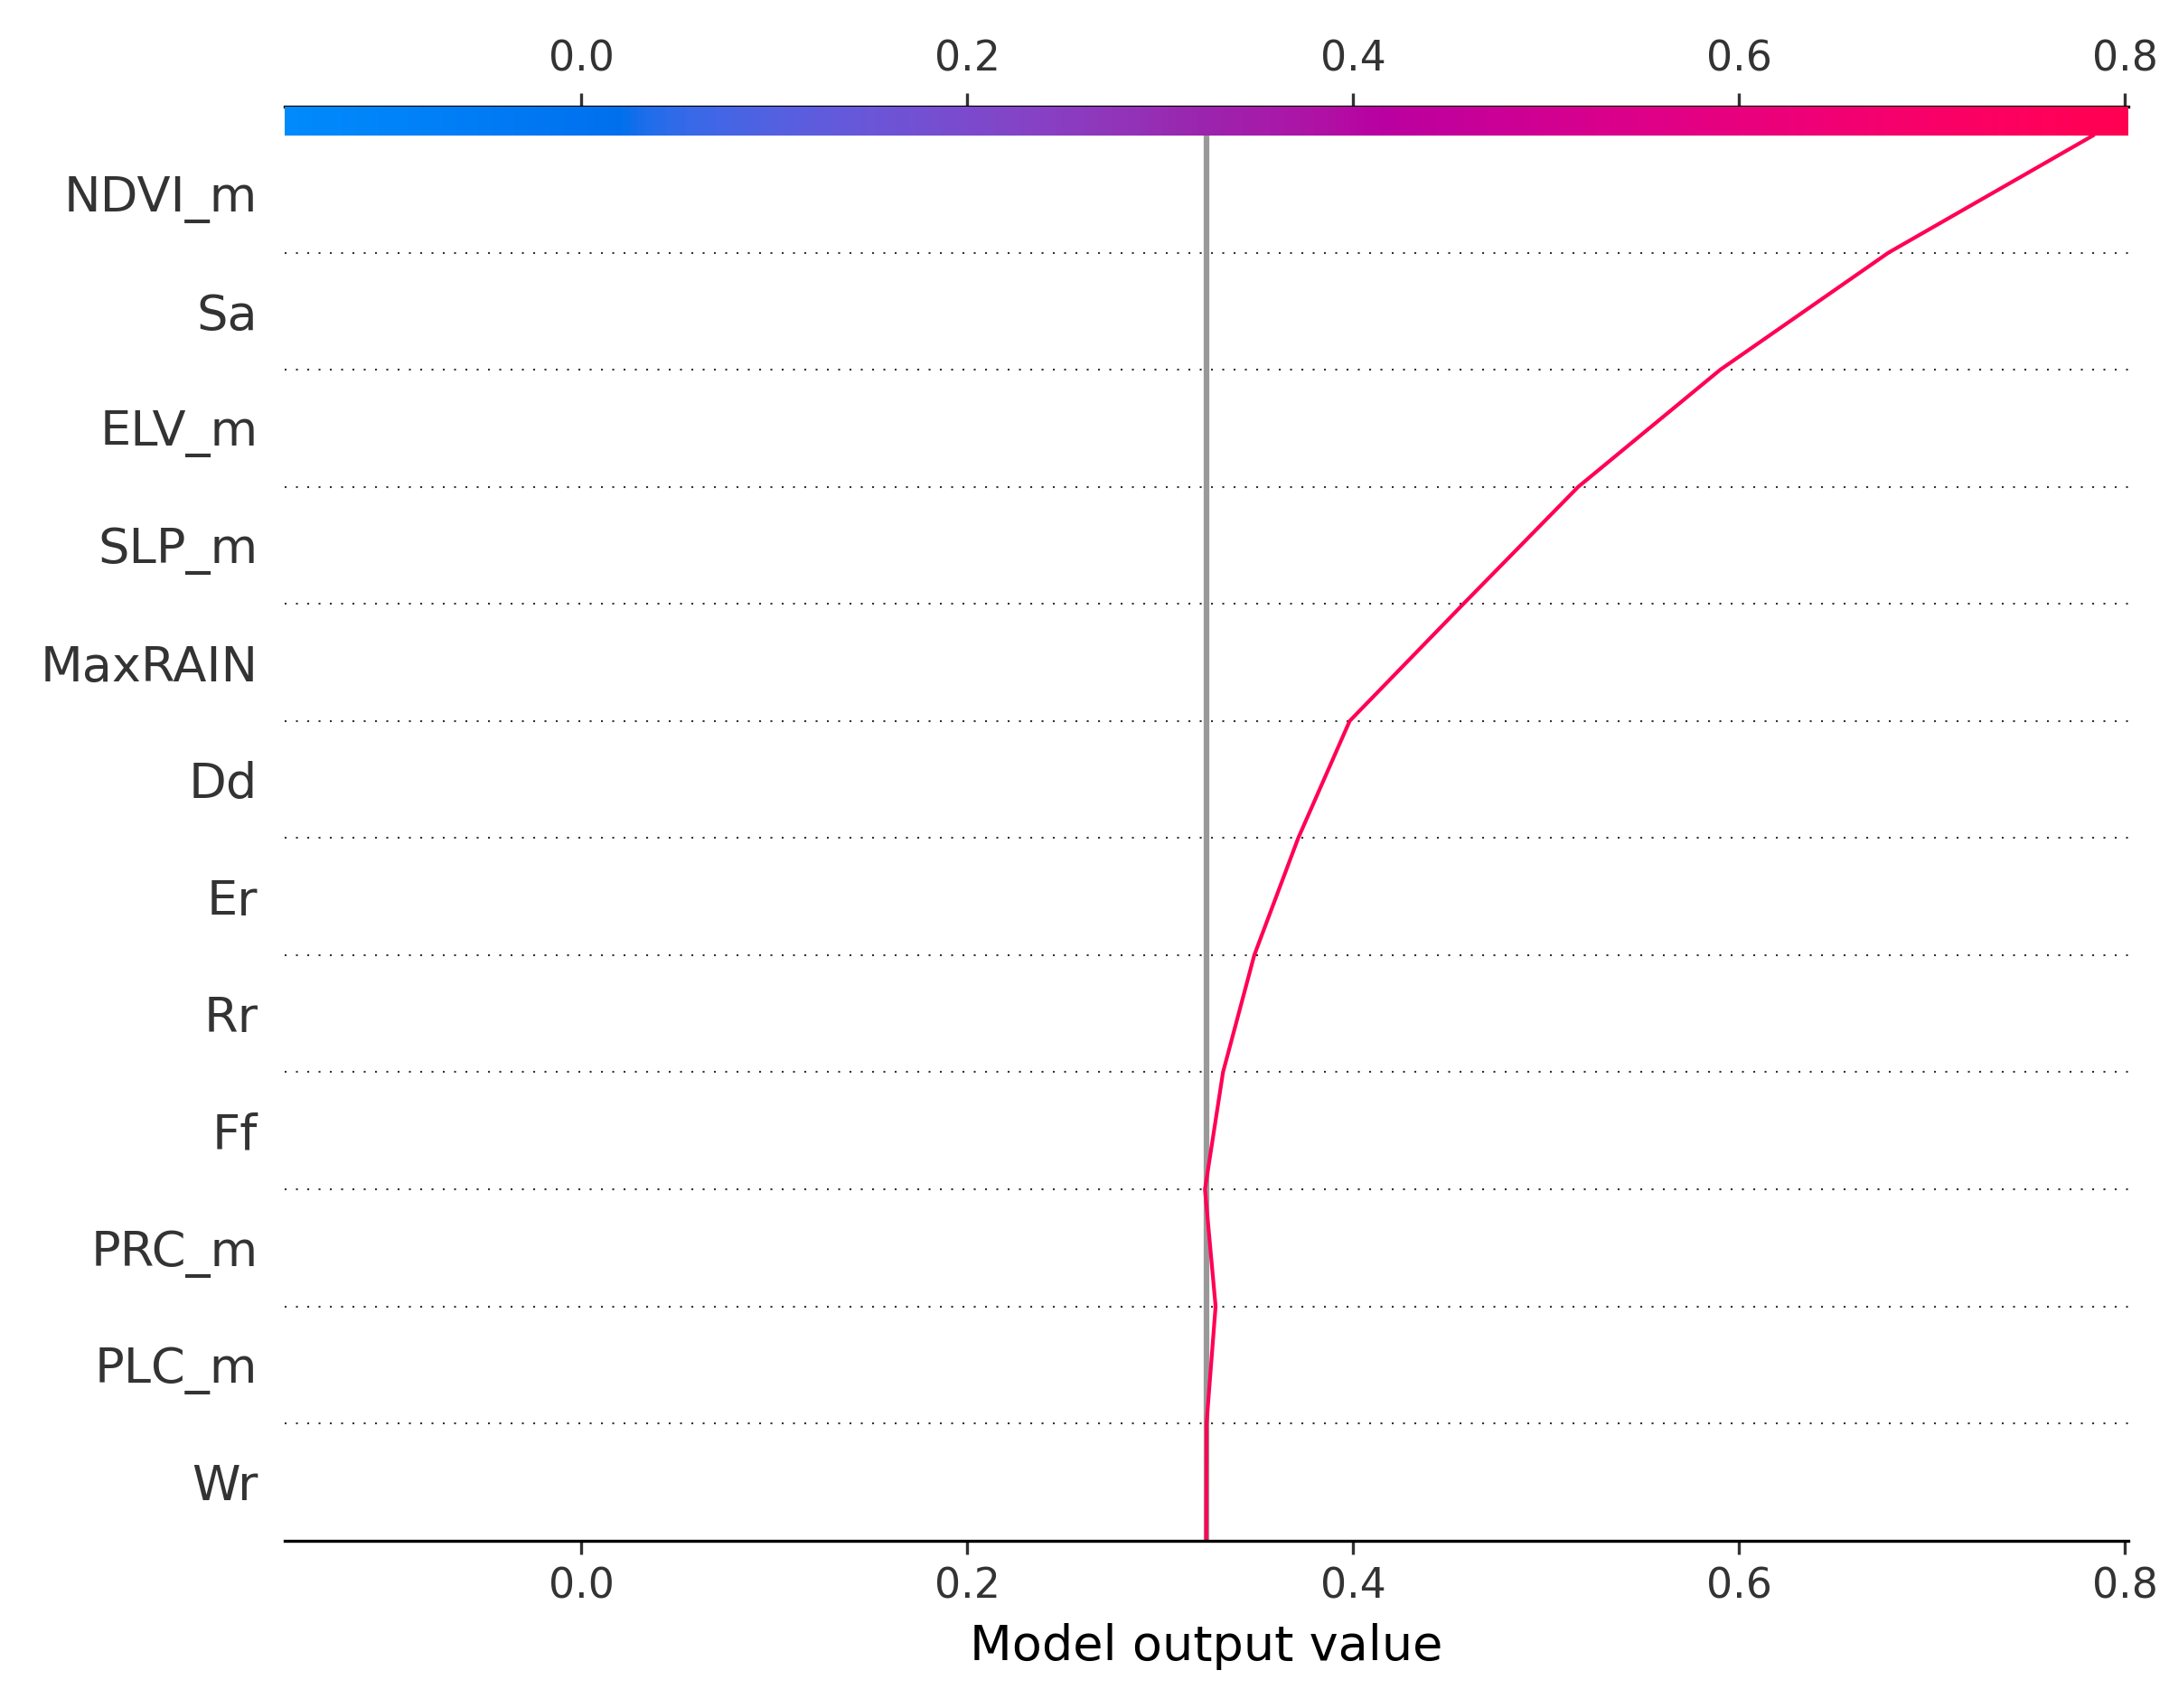 0.0 0.2 0.4 0.6 0.8
NDVI_m
Sa
ELV_m
SLP_m
MaxRAIN
Dd
Er
Rr
Ff
PRC_m
PLC_m
Wr
0.0 0.2 0.4 0.6 0.8
Model output value